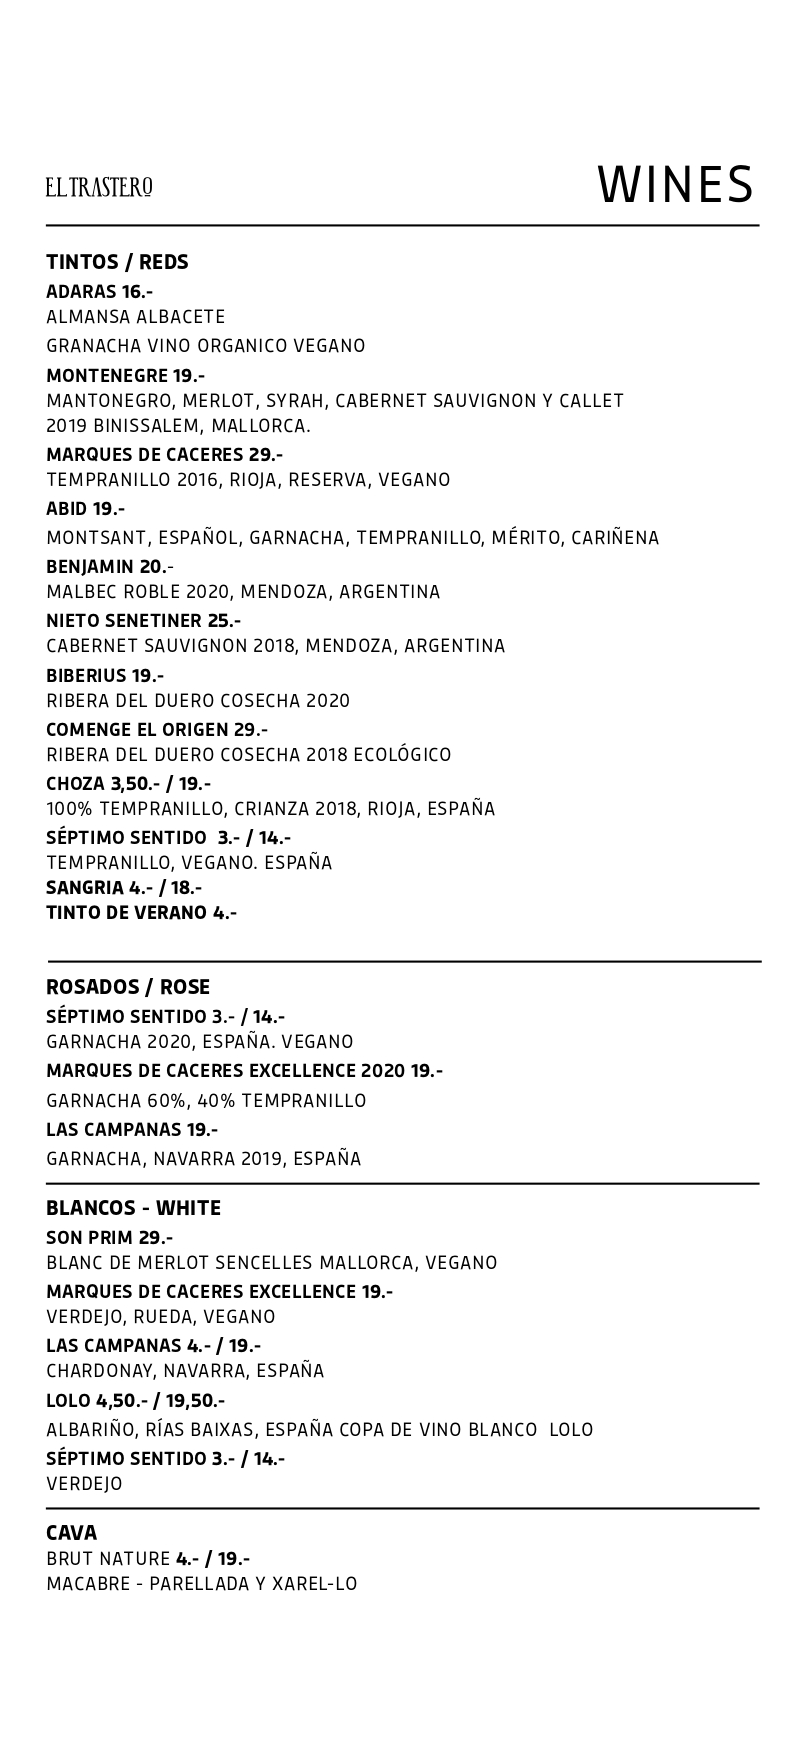 EL TRASTERO
WINES
TINTOS / REDS
ADARAS 16.-
ALMANSA ALBACETE
GRANACHA VINO ORGANICO VEGANO
MONTENEGRE 19.-
MANTONEGRO, MERLOT, SYRAH, CABERNET SAUVIGNON Y CALLET
2019 BINISSALEM, MALLORCA.
MARQUES DE CACERES 29.-
TEMPRANILLO 2016, RIOJA, RESERVA, VEGANO
ABID 19.-
MONTSANT, ESPAÑOL, GARNACHA, TEMPRANILLO, MÉRITO, CARIÑENA
BENJAMIN 20.-
MALBEC ROBLE 2020, MENDOZA, ARGENTINA
NIETO SENETINER 25.-
CABERNET SAUVIGNON 2018, MENDOZA, ARGENTINA
BIBERIUS 19.-
RIBERA DEL DUERO COSECHA 2020
COMENGE EL ORIGEN 29.-
RIBERA DEL DUERO COSECHA 2018 ECOLÓGICO
CHOZA 3,50.- / 19.-
100% TEMPRANILLO, CRIANZA 2018, RIOJA, ESPAÑA
SÉPTIMO SENTIDO  3.- / 14.-
TEMPRANILLO, VEGANO. ESPAÑA
SANGRIA 4.- / 18.-
TINTO DE VERANO 4.-
ROSADOS / ROSE
SÉPTIMO SENTIDO 3.- / 14.-
GARNACHA 2020, ESPAÑA. VEGANO
MARQUES DE CACERES EXCELLENCE 2020 19.-
GARNACHA 60%, 40% TEMPRANILLO
LAS CAMPANAS 19.-
GARNACHA, NAVARRA 2019, ESPAÑA
BLANCOS - WHITE
SON PRIM 29.-
BLANC DE MERLOT SENCELLES MALLORCA, VEGANO
MARQUES DE CACERES EXCELLENCE 19.-
VERDEJO, RUEDA, VEGANO
LAS CAMPANAS 4.- / 19.-
CHARDONAY, NAVARRA, ESPAÑA
LOLO 4,50.- / 19,50.-
ALBARIÑO, RÍAS BAIXAS, ESPAÑA COPA DE VINO BLANCO  LOLO
SÉPTIMO SENTIDO 3.- / 14.-
VERDEJO
CAVA
BRUT NATURE 4.- / 19.-
MACABRE - PARELLADA Y XAREL-LO